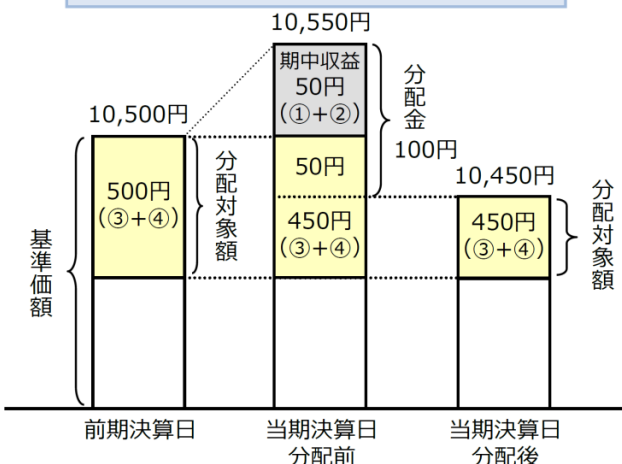 10,550円
期中収益
50円
(①+②)
分配金
100円
10,500円
500円
(③+④)
分配対象額
基準価額
50円
450円
(③+④)
10,450円
450円
(③+④)
分配対象額
前期決算日
当期決算日
分配前
当期決算日
分配後